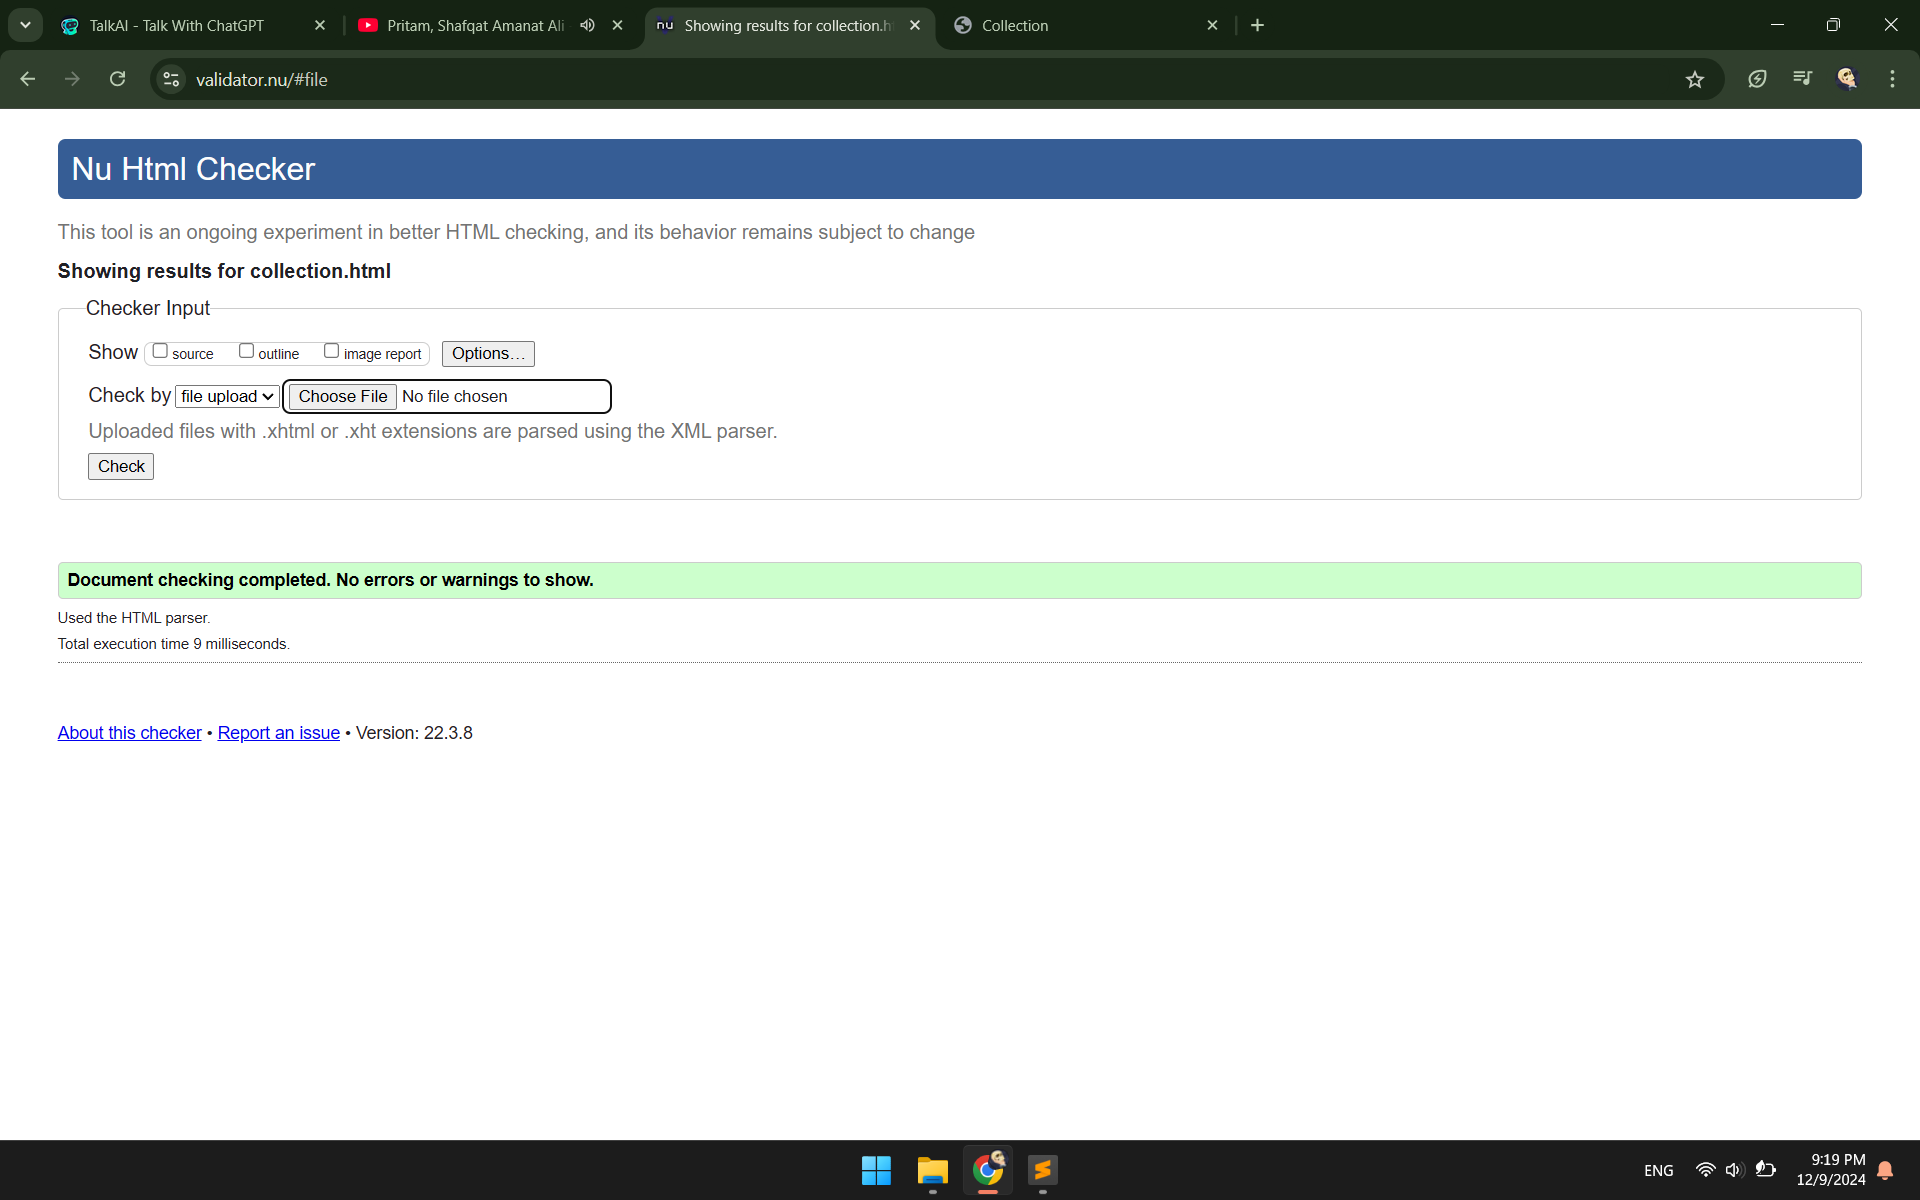 TalkAI - Talk With ChatGPT
Pritam, Shafqat Amanat Ali
nu
Showing results for collection.h
Collection
validator.nu/#file
Nu Html Checker
This tool is an ongoing experiment in better HTML checking, and its behavior remains subject to change
Showing results for collection.html
Checker Input
Show source outline image report Options…
Check by file upload Choose File No file chosen
Uploaded files with .xhtml or .xht extensions are parsed using the XML parser.
Check
Document checking completed. No errors or warnings to show.
Used the HTML parser.
Total execution time 9 milliseconds.
About this checker • Report an issue • Version: 22.3.8
ENG
9:19 PM
12/9/2024